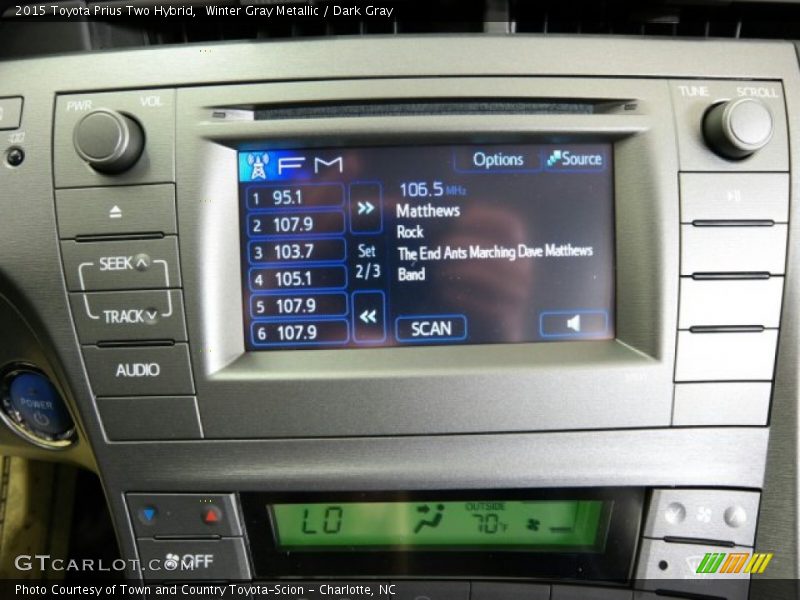 2015 Toyota Prius Two Hybrid, Winter Gray Metallic / Dark Gray
PWR VOL
TUNE SCROLL
FM
Options
Source
1 95.1
2 107.9
3 103.7
4 105.1
5 107.9
6 107.9
Set
2/3
106.5 MHz
Matthews
Rock
The End Ants Marching Dave Matthews
Band
SCAN
SEEK
TRACK
AUDIO
POWER
LO
OUTSIDE
70°F
OFF
GTCARLOT.COM
Photo Courtesy of Town and Country Toyota-Scion - Charlotte, NC